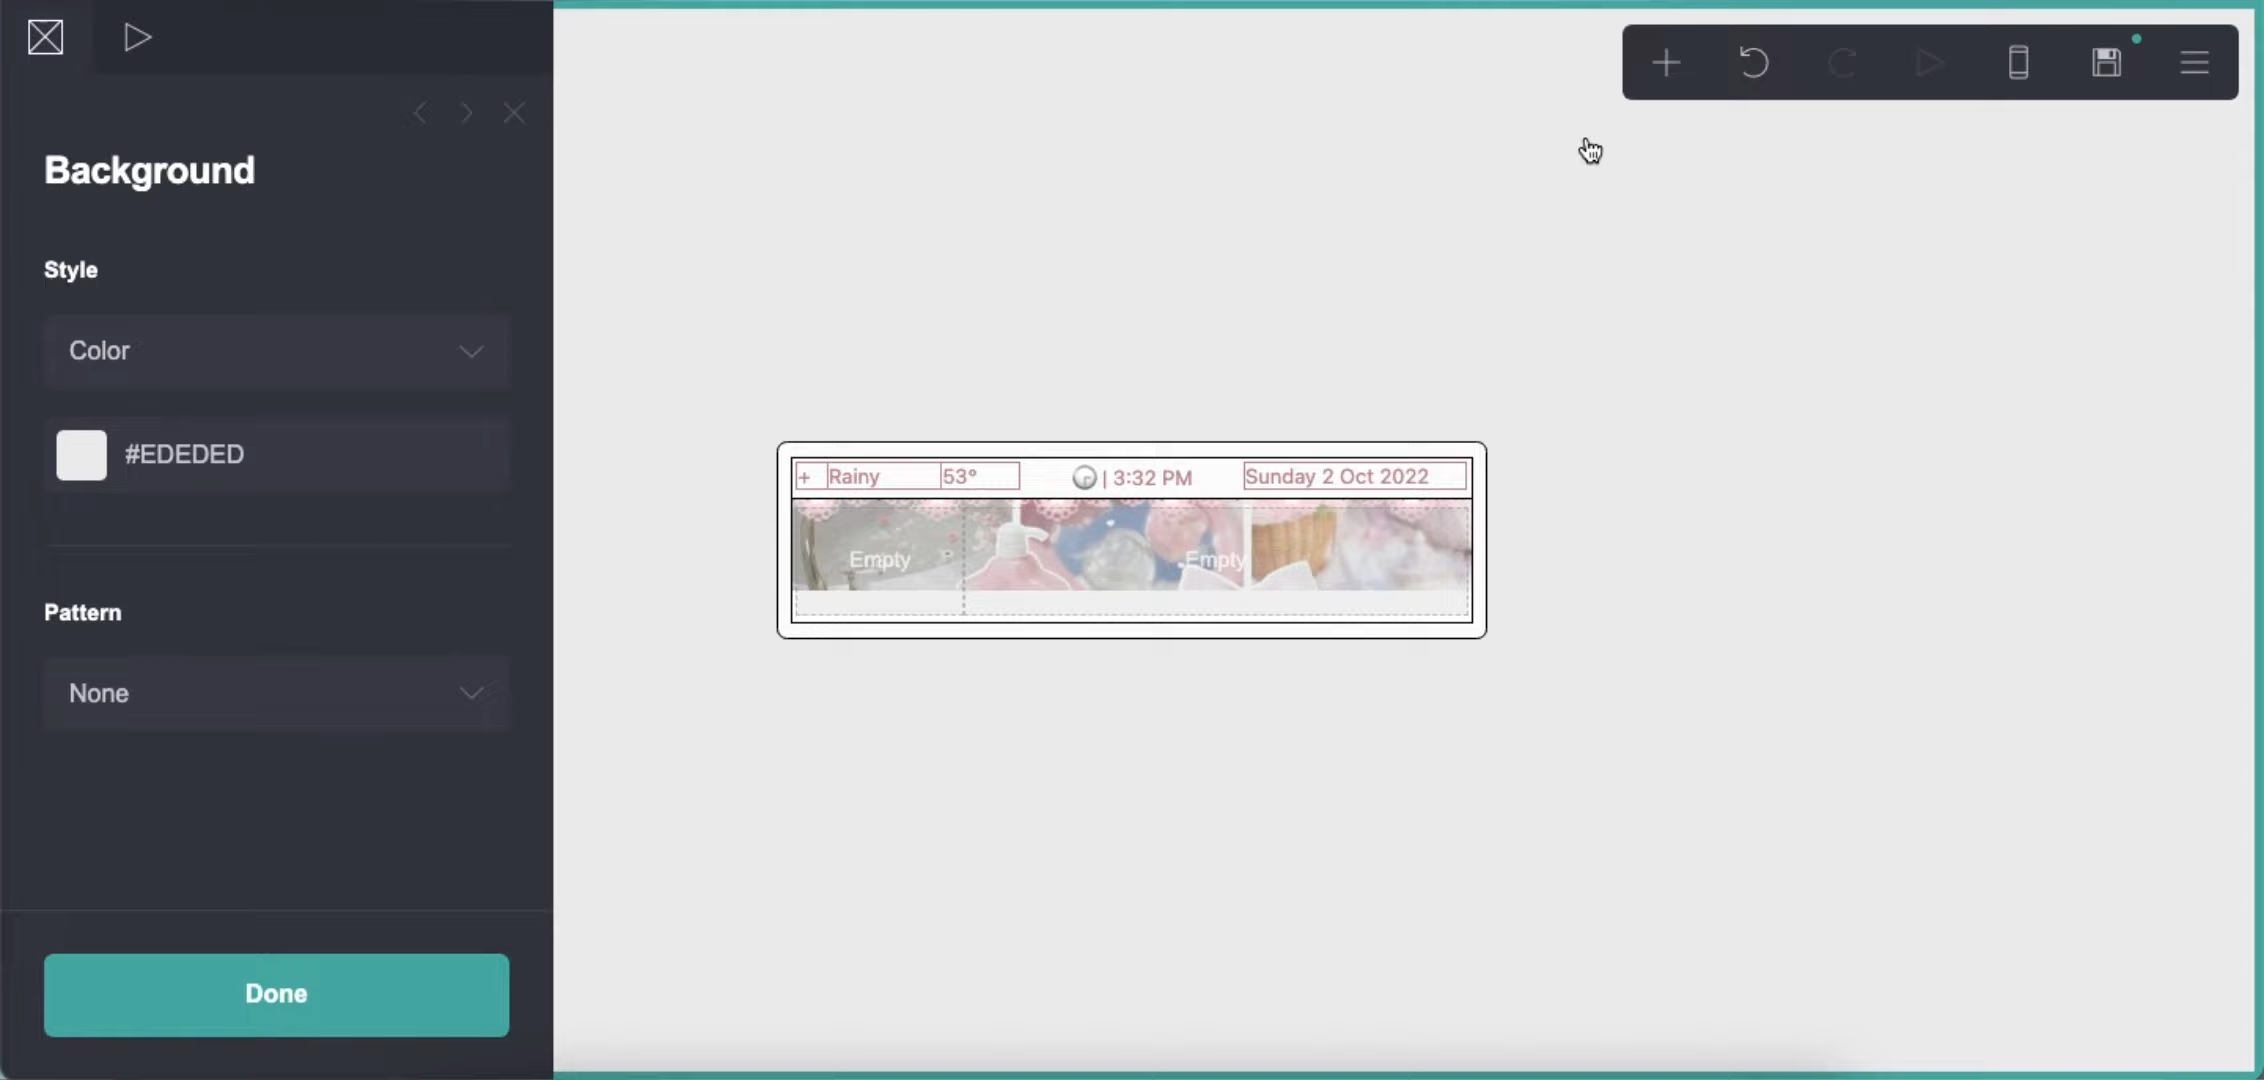 Background
Style
Color
#EDEDED
Pattern
None
Done
+ Rainy 53° | 3:32 PM Sunday 2 Oct 2022
Empty Empty